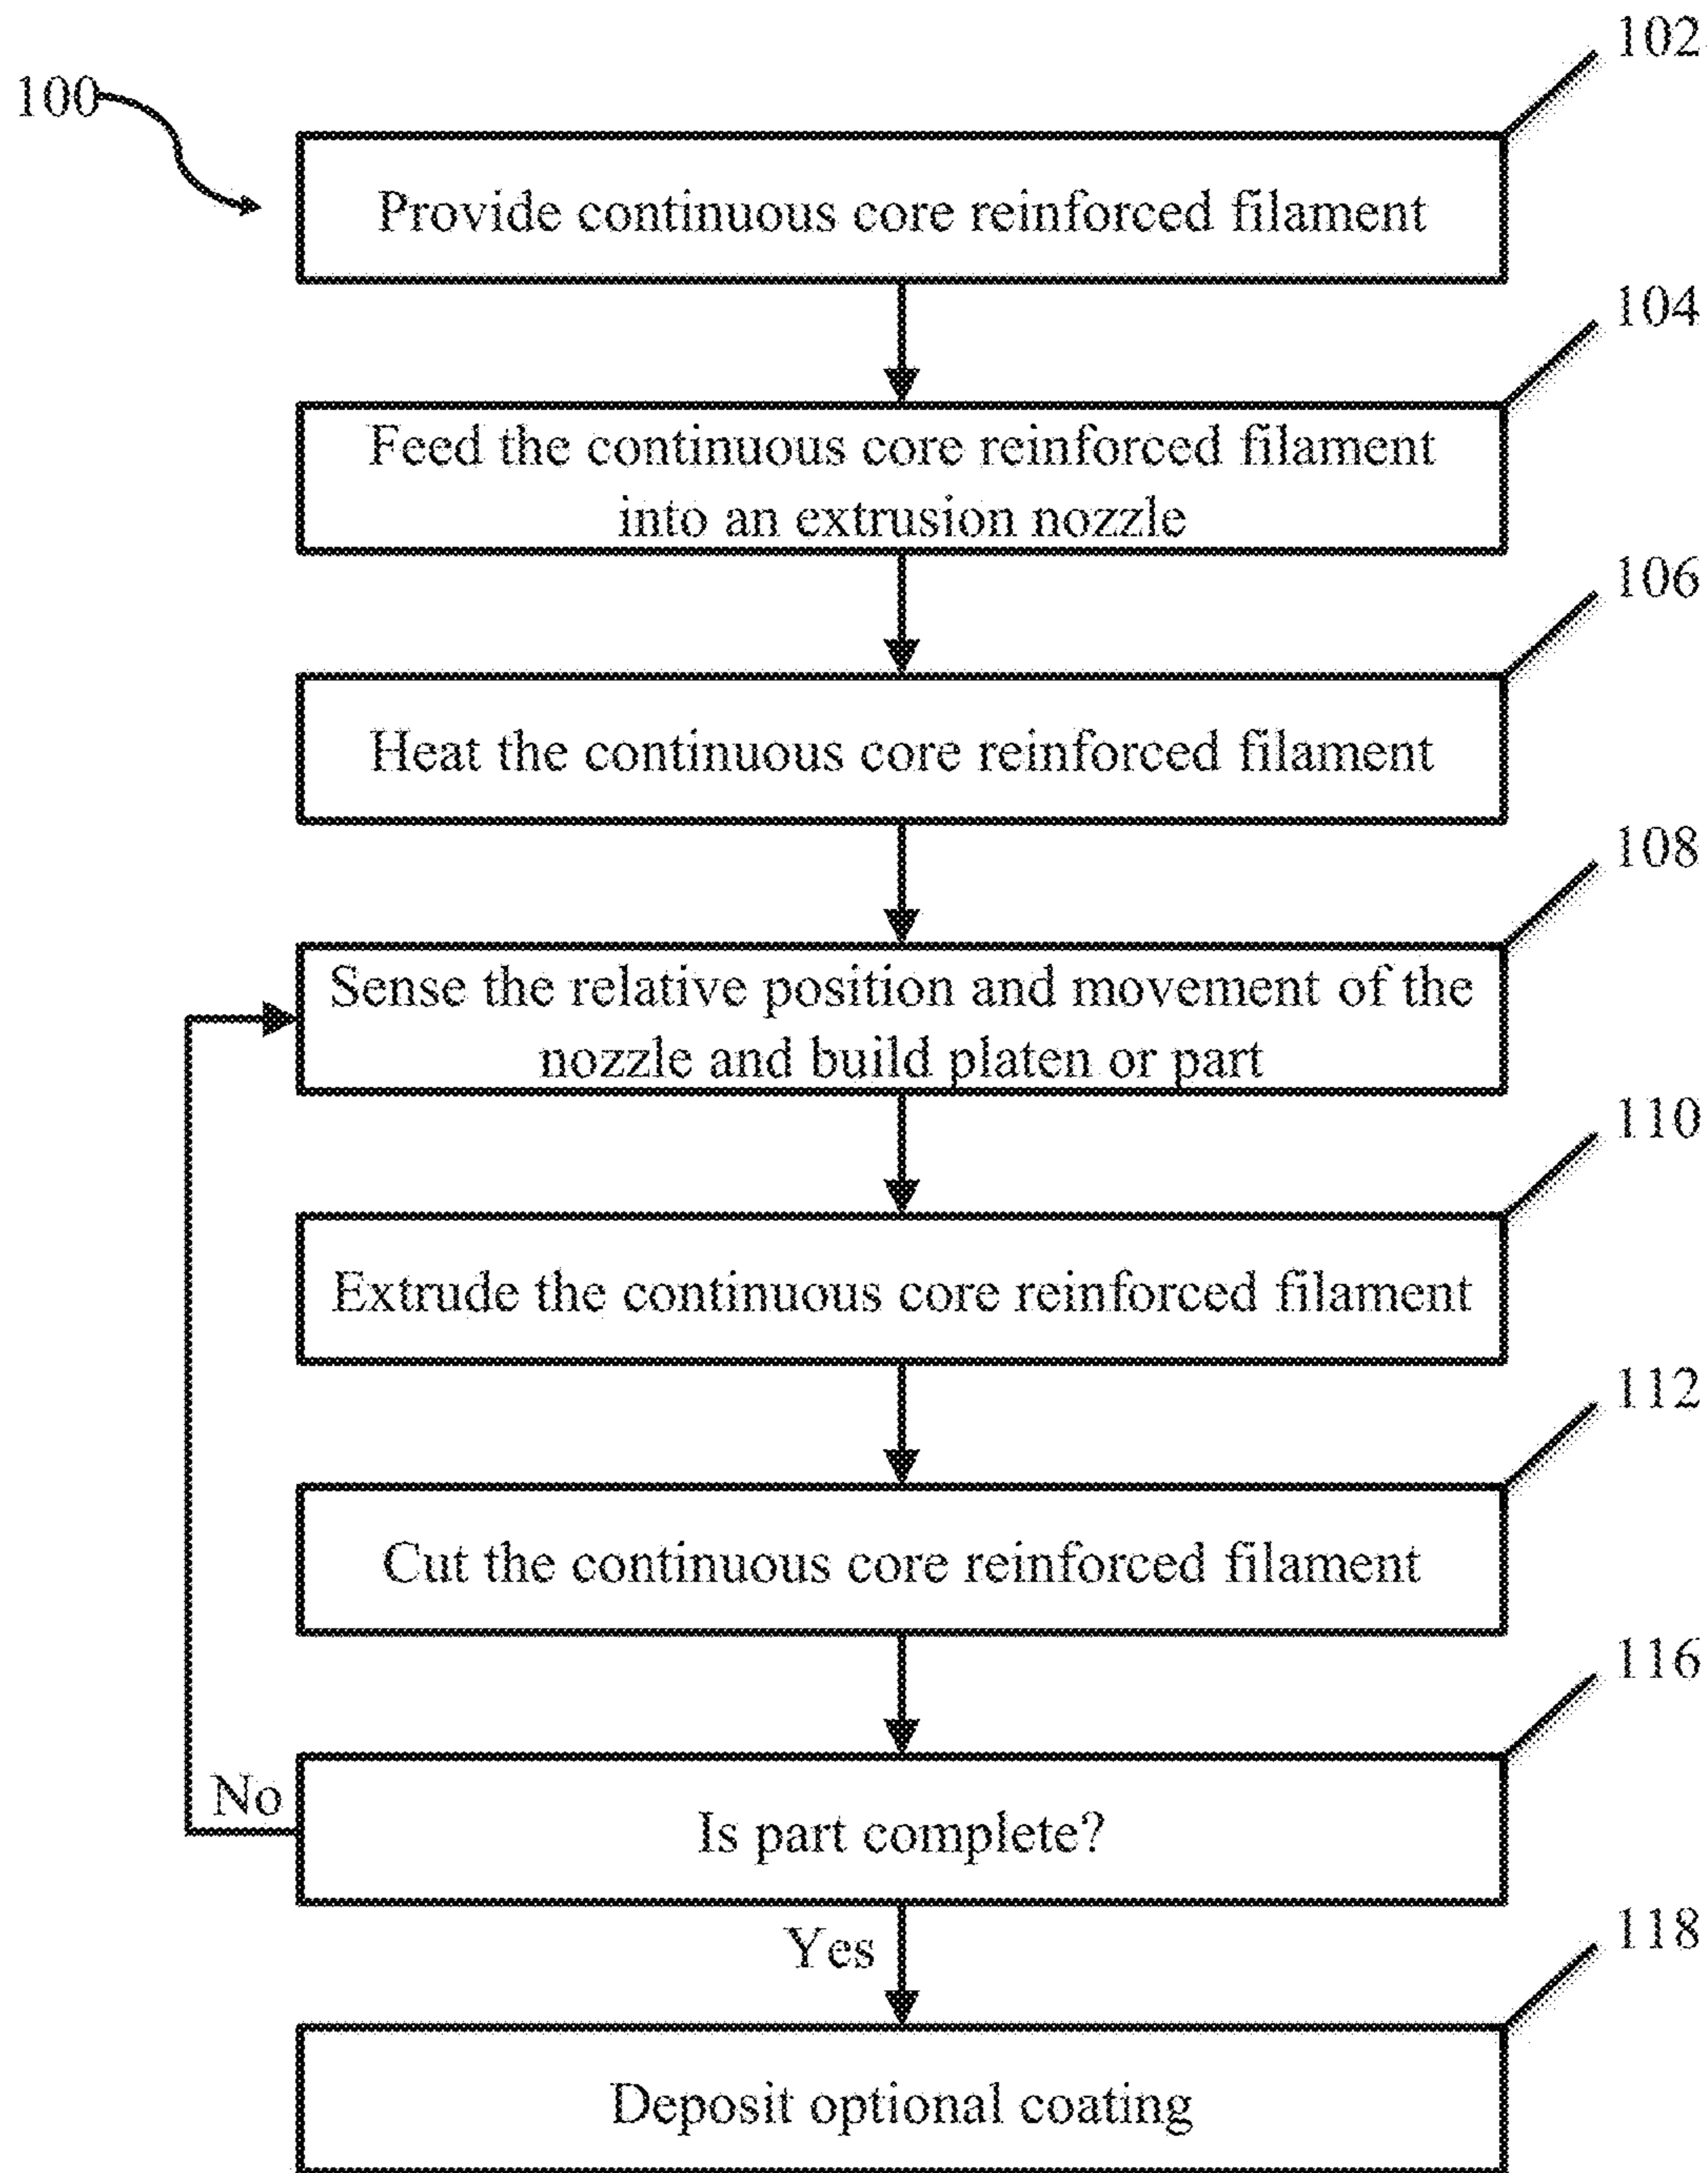 102
100
Provide continuous core reinforced filament
104
Feed the continuous core reinforced filament
into an extrusion nozzle
106
Heat the continuous core reinforced filament
108
Sense the relative position and movement of the
nozzle and build platen or part
110
Extrude the continuous core reinforced filament
112
Cut the continuous core reinforced filament
116
No
Is part complete?
Yes
118
Deposit optional coating